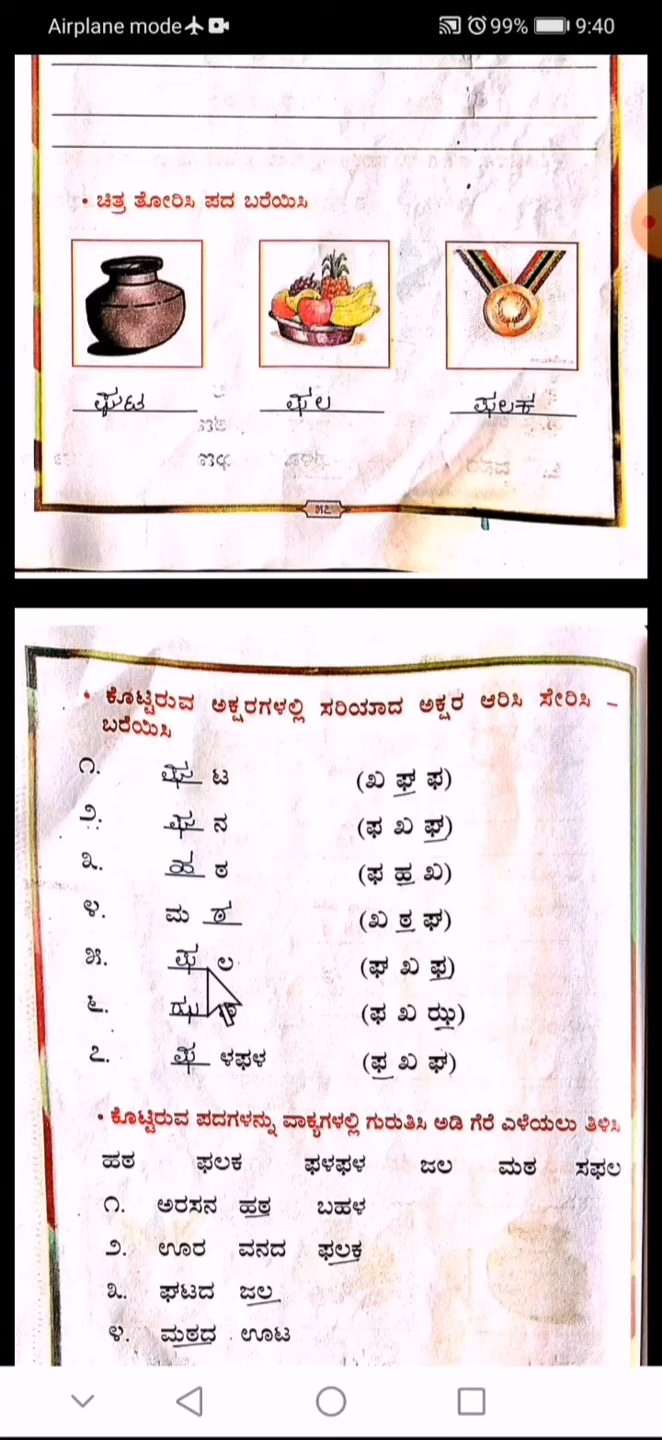 Airplane mode 99% 9:40
• ಚಿತ್ರ ತೋರಿಸಿ ಪದ ಬರೆಯಿಸಿ
ಘಟ ಫಲ ಫಲಕ
೫೭
• ಕೊಟ್ಟಿರುವ ಅಕ್ಷರಗಳಲ್ಲಿ ಸರಿಯಾದ ಅಕ್ಷರ ಆರಿಸಿ ಸೇರಿಸಿ –
ಬರೆಯಿಸಿ
೧. ಘ ಟ (ಖ ಘ ಫ)
೨. ಘ ನ (ಫ ಖ ಘ)
೩. ಹ ಠ (ಫ ಹ ಖ)
೪. ಮ ಠ (ಖ ಠ ಘ)
೫. ಫ ಲ (ಘ ಖ ಫ)
೬. ಝ (ಫ ಖ ಝ)
೭. ಫ ಳಫಳ (ಫ ಖ ಘ)
• ಕೊಟ್ಟಿರುವ ಪದಗಳನ್ನು ವಾಕ್ಯಗಳಲ್ಲಿ ಗುರುತಿಸಿ ಅಡಿ ಗೆರೆ ಎಳೆಯಲು ತಿಳಿಸಿ
ಹಠ ಫಲಕ ಫಳಫಳ ಜಲ ಮಠ ಸಫಲ
೧. ಅರಸನ ಹಠ ಬಹಳ
೨. ಊರ ವನದ ಫಲಕ
೩. ಘಟದ ಜಲ
೪. ಮಠದ ಊಟ